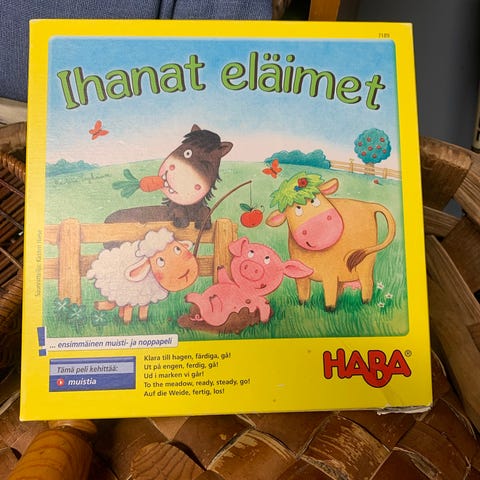 7189
Ihanat eläimet
... ensimmäinen muisti- ja noppapeli
Tämä peli kehittää:
muistia
Klara till hagen, färdiga, gå!
Ut på engen, ferdig, gå!
Ud i marken vi går!
To the meadow, ready, steady, go!
Auf die Weide, fertig, los!
HABA